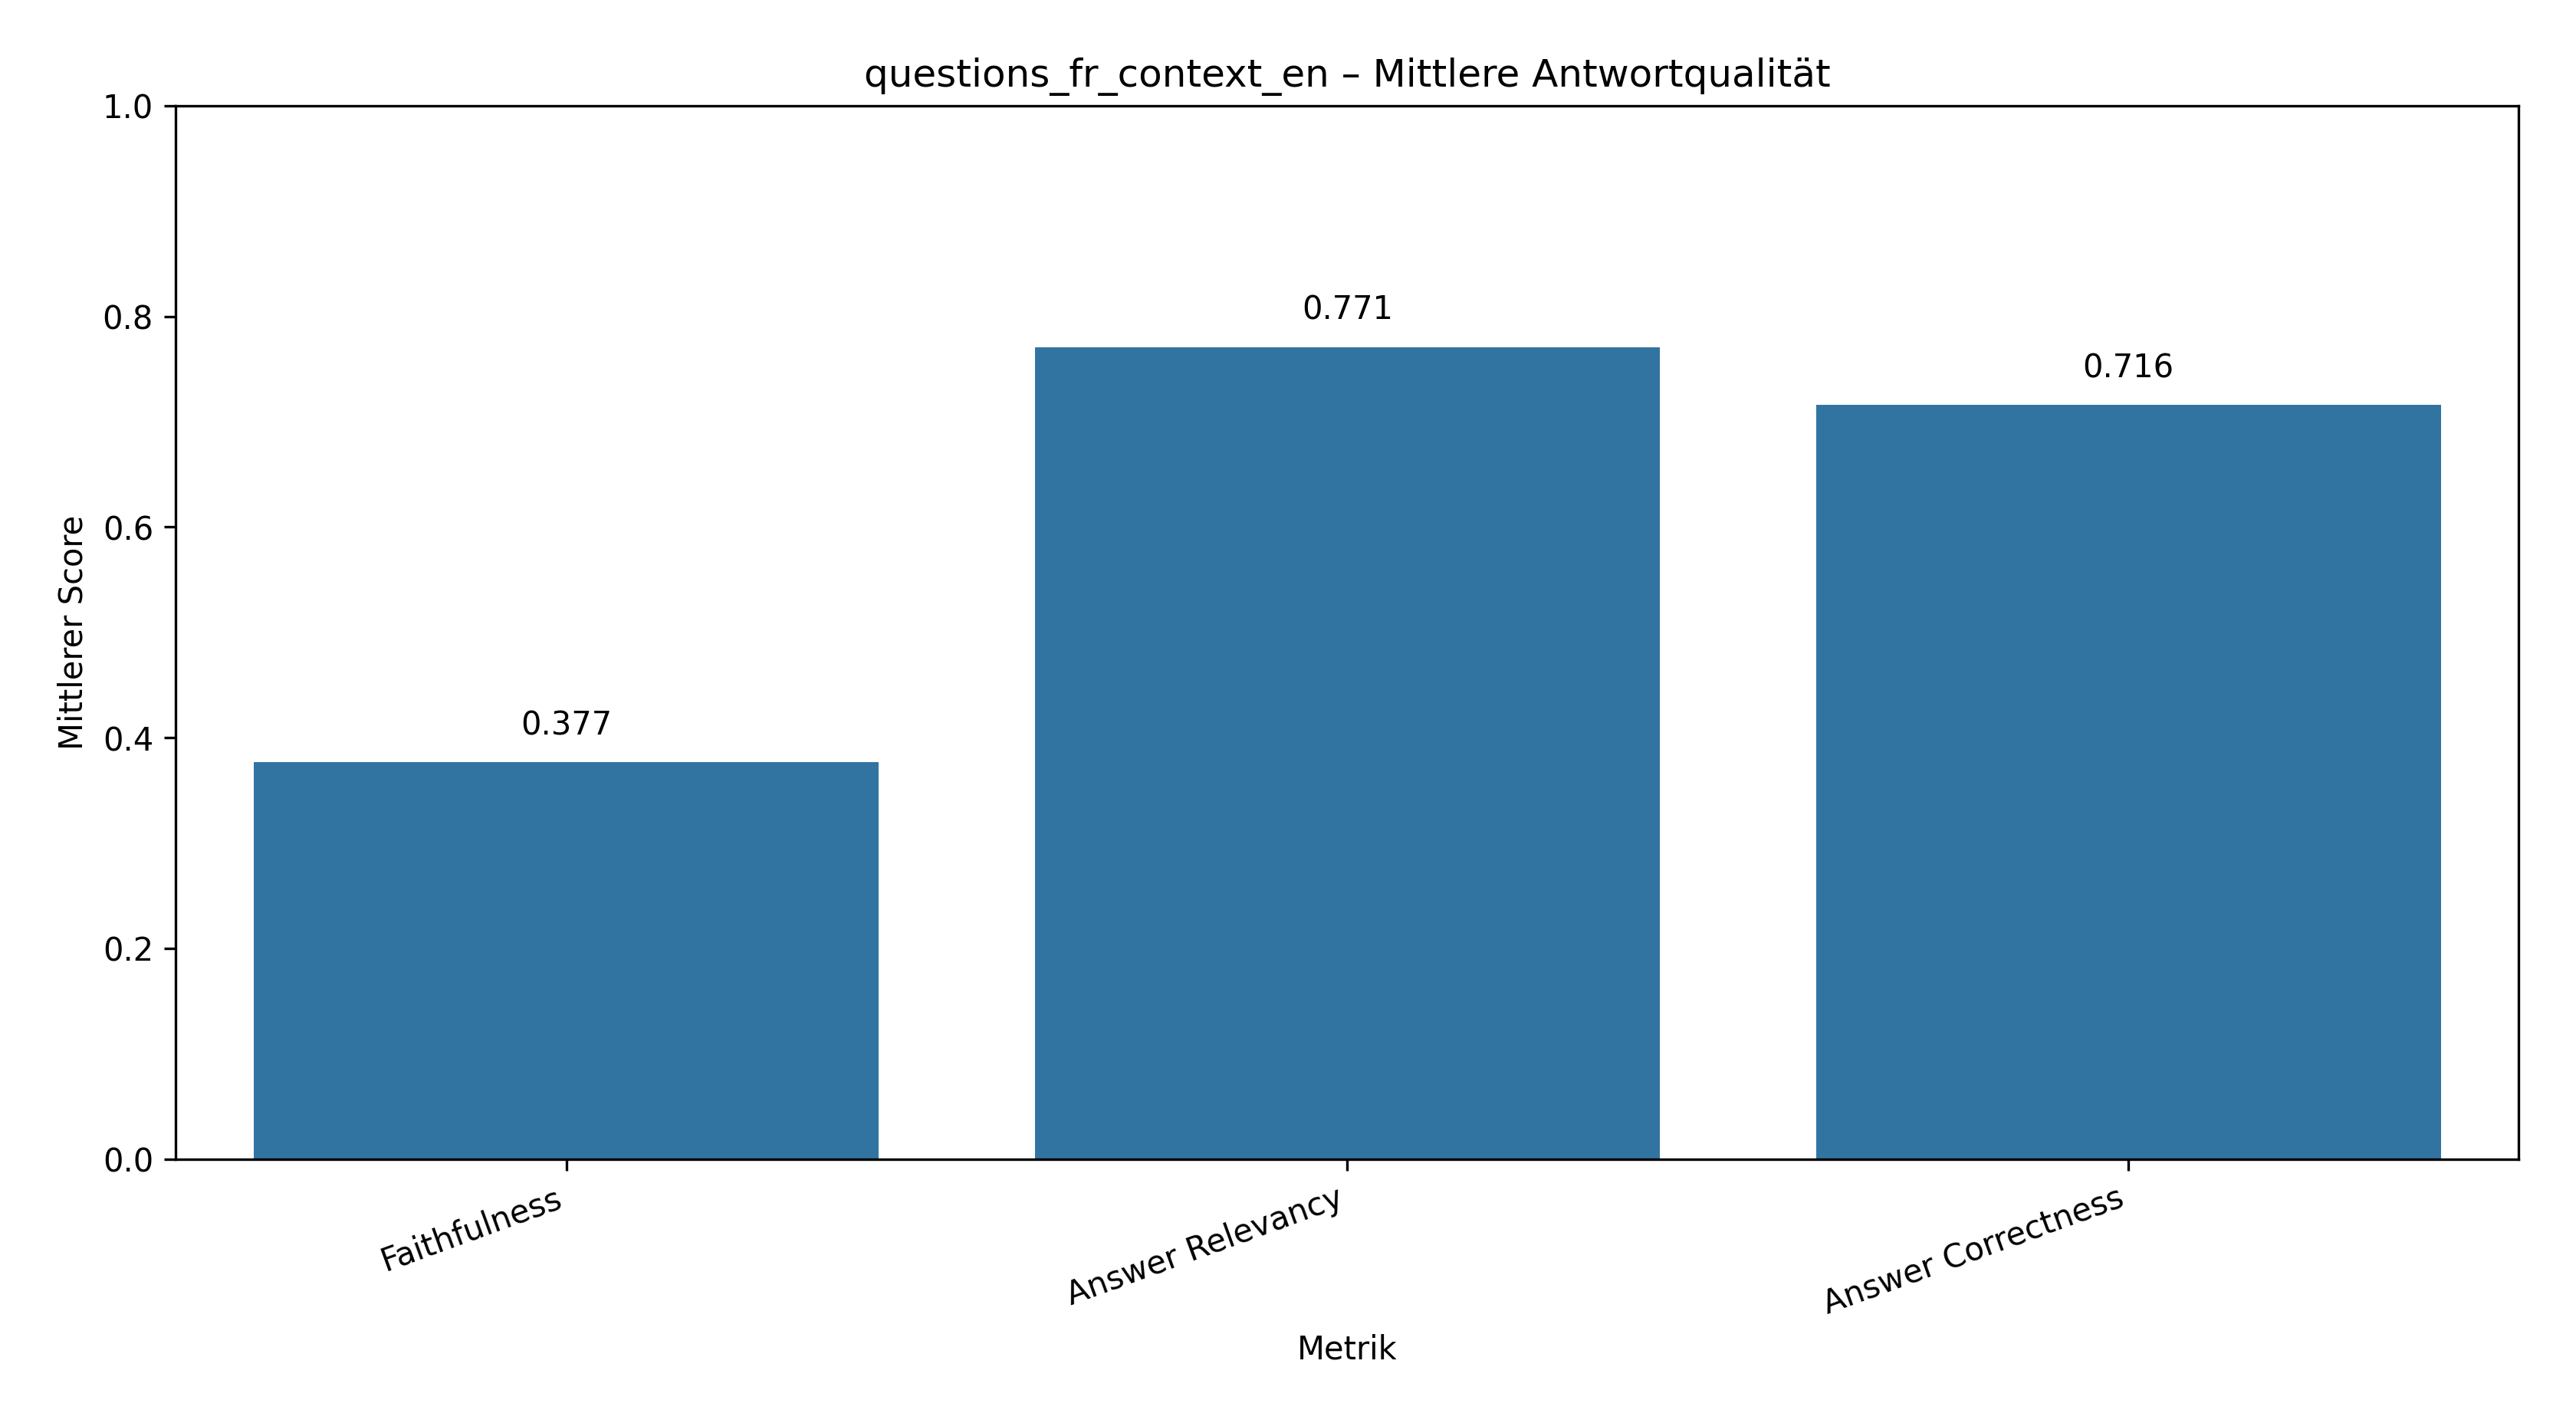 questions_fr_context_en – Mittlere Antwortqualität
1.0
0.8
0.6
0.4
0.2
0.0
Mittlerer Score
0.377
0.771
0.716
Faithfulness
Answer Relevancy
Answer Correctness
Metrik